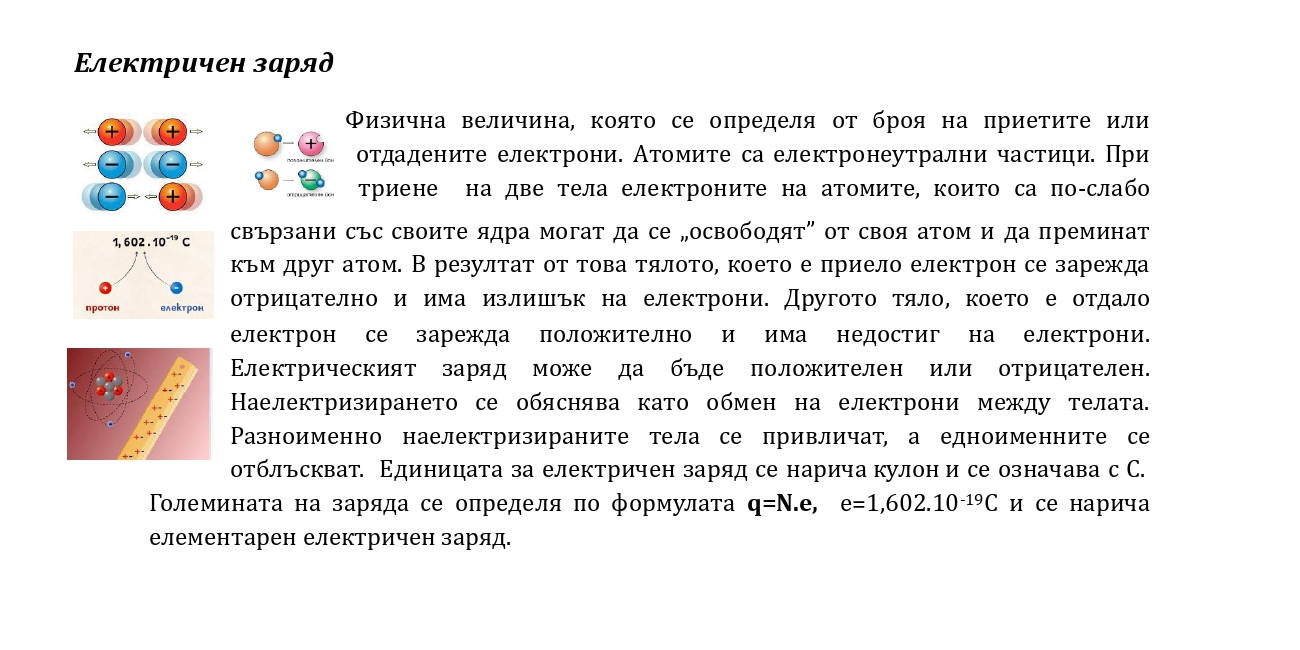 Електричен заряд
Физична величина, която се определя от броя на приетите или
отдадените електрони. Атомите са електронеутрални частици. При
триене на две тела електроните на атомите, които са по-слабо
свързани със своите ядра могат да се „освободят” от своя атом и да преминат
към друг атом. В резултат от това тялото, което е приело електрон се зарежда
отрицателно и има излишък на електрони. Другото тяло, което е отдало
електрон се зарежда положително и има недостиг на електрони.
Електрическият заряд може да бъде положителен или отрицателен.
Наелектризирането се обяснява като обмен на електрони между телата.
Разноименно наелектризираните тела се привличат, а едноименните се
отблъскват. Единицата за електричен заряд се нарича кулон и се означава с С.
Големината на заряда се определя по формулата q=N.e, e=1,602.10⁻¹⁹C и се нарича
елементарен електричен заряд.
положителен йон
отрицателен йон
1,602.10⁻¹⁹ C
протон електрон